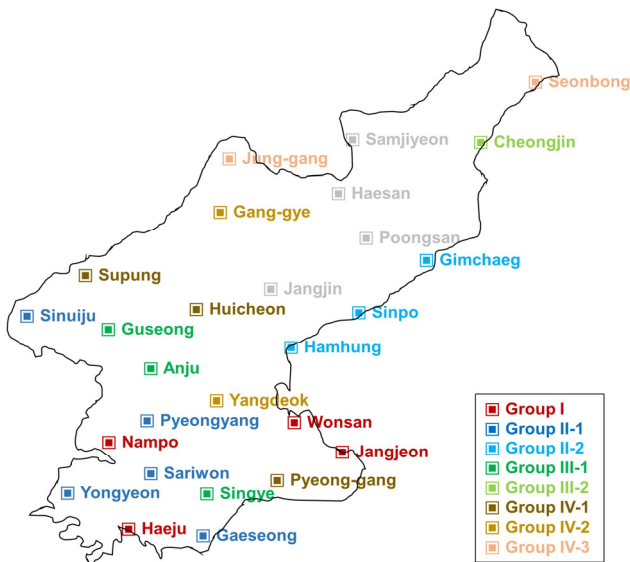 Seonbong
Samjiyeon
Cheongjin
Jung-gang
Haesan
Gang-gye
Poongsan
Gimchaeg
Supung
Jangjin
Huicheon
Sinuiju
Sinpo
Guseong
Hamhung
Anju
Yangdeok
Pyeongyang
Wonsan
Nampo
Jangjeon
Sariwon
Pyeong-gang
Yongyeon
Singye
Haeju
Gaeseong
Group I
Group II-1
Group II-2
Group III-1
Group III-2
Group IV-1
Group IV-2
Group IV-3